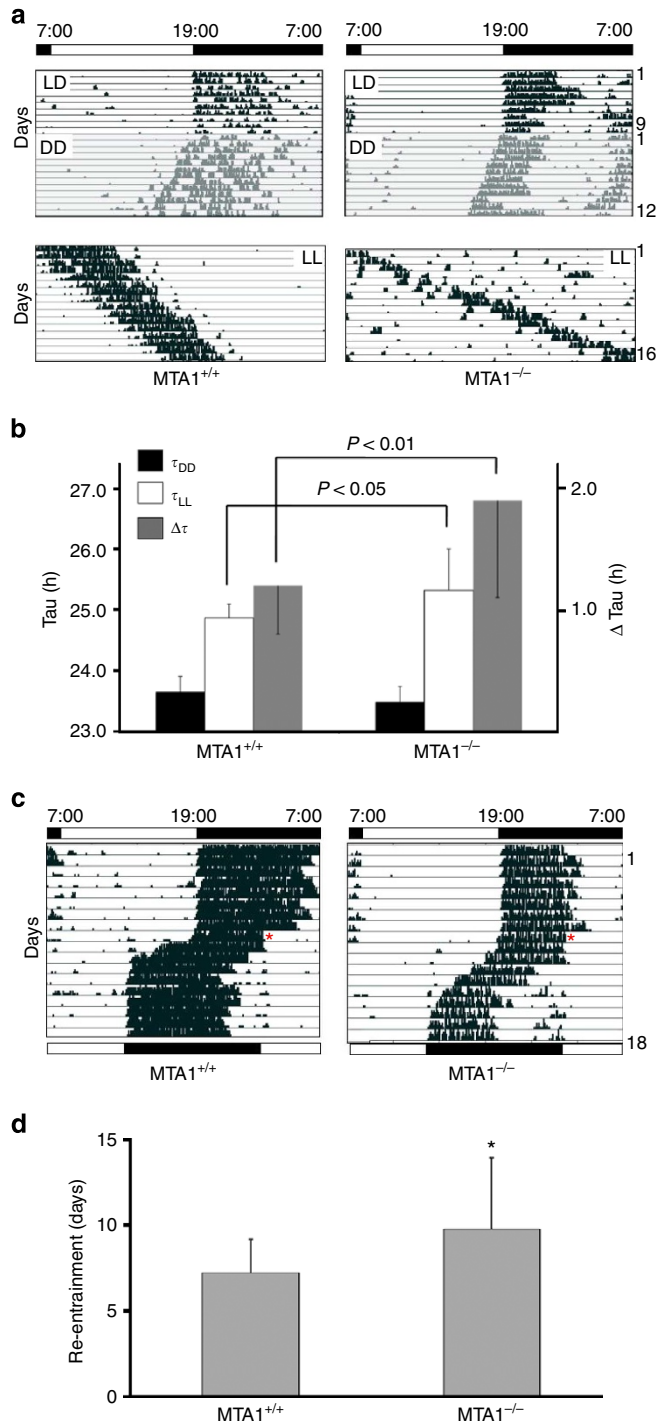 a
7:00 19:00 7:00 7:00 19:00 7:00
LD LD 1
Days
9
DD DD 1
12
LL LL 1
Days
16
MTA1+/+ MTA1–/–
b
τDD
τLL
Δτ
P < 0.01
P < 0.05
27.0 2.0
26.0
25.0 1.0
24.0
23.0
Tau (h)
Δ Tau (h)
MTA1+/+ MTA1–/–
c
7:00 19:00 7:00 7:00 19:00 7:00
1
Days
* *
18
MTA1+/+ MTA1–/–
d
15
*
10
5
0
Re-entrainment (days)
MTA1+/+ MTA1–/–